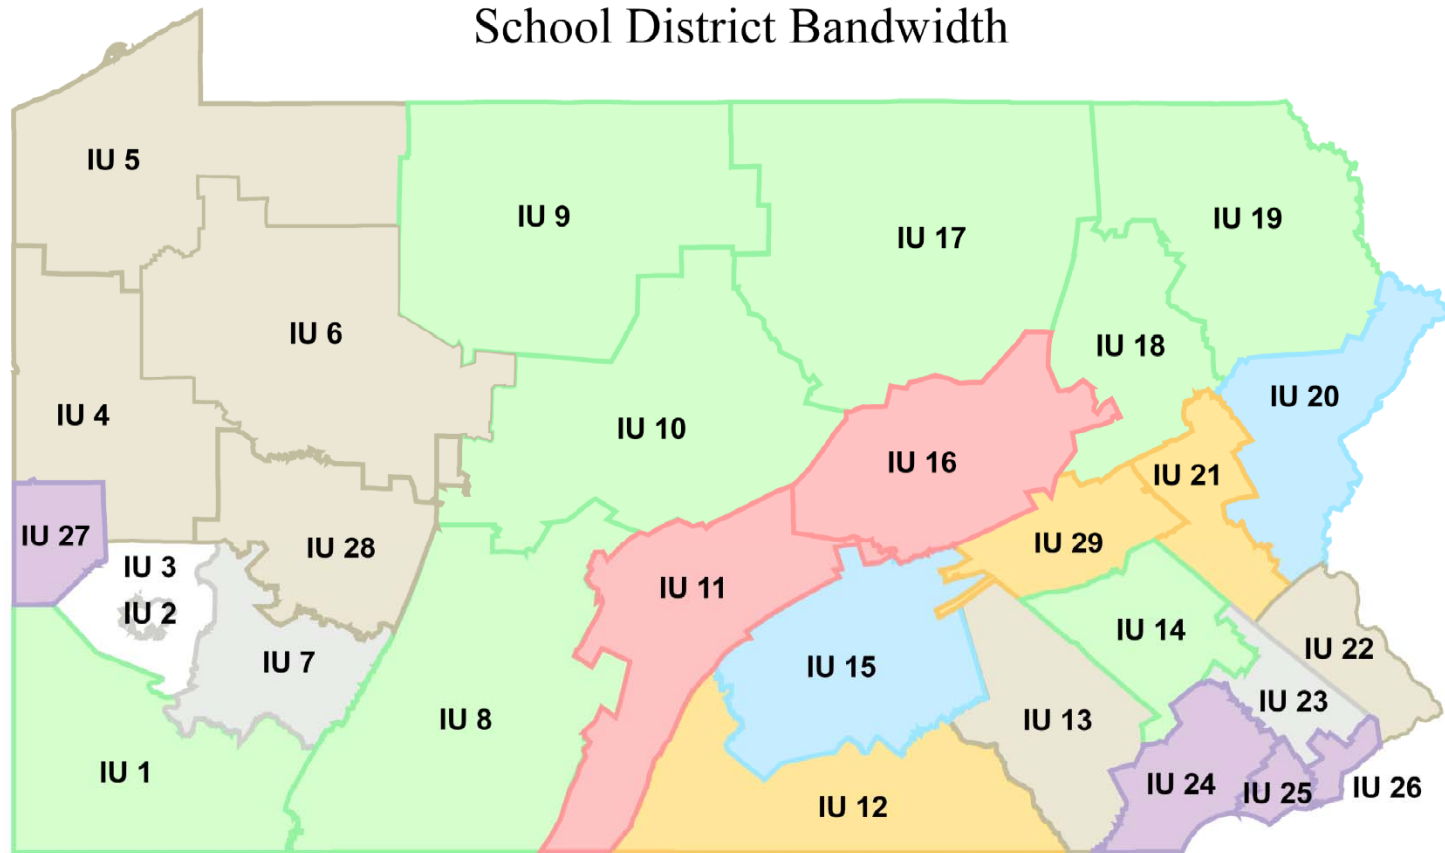 School District Bandwidth
IU 5
IU 9
IU 19
IU 17
IU 6
IU 18
IU 20
IU 4
IU 10
IU 16
IU 21
IU 27
IU 28
IU 29
IU 3
IU 11
IU 2
IU 14
IU 22
IU 7
IU 15
IU 23
IU 8
IU 13
IU 1
IU 24
IU 26
IU 25
IU 12